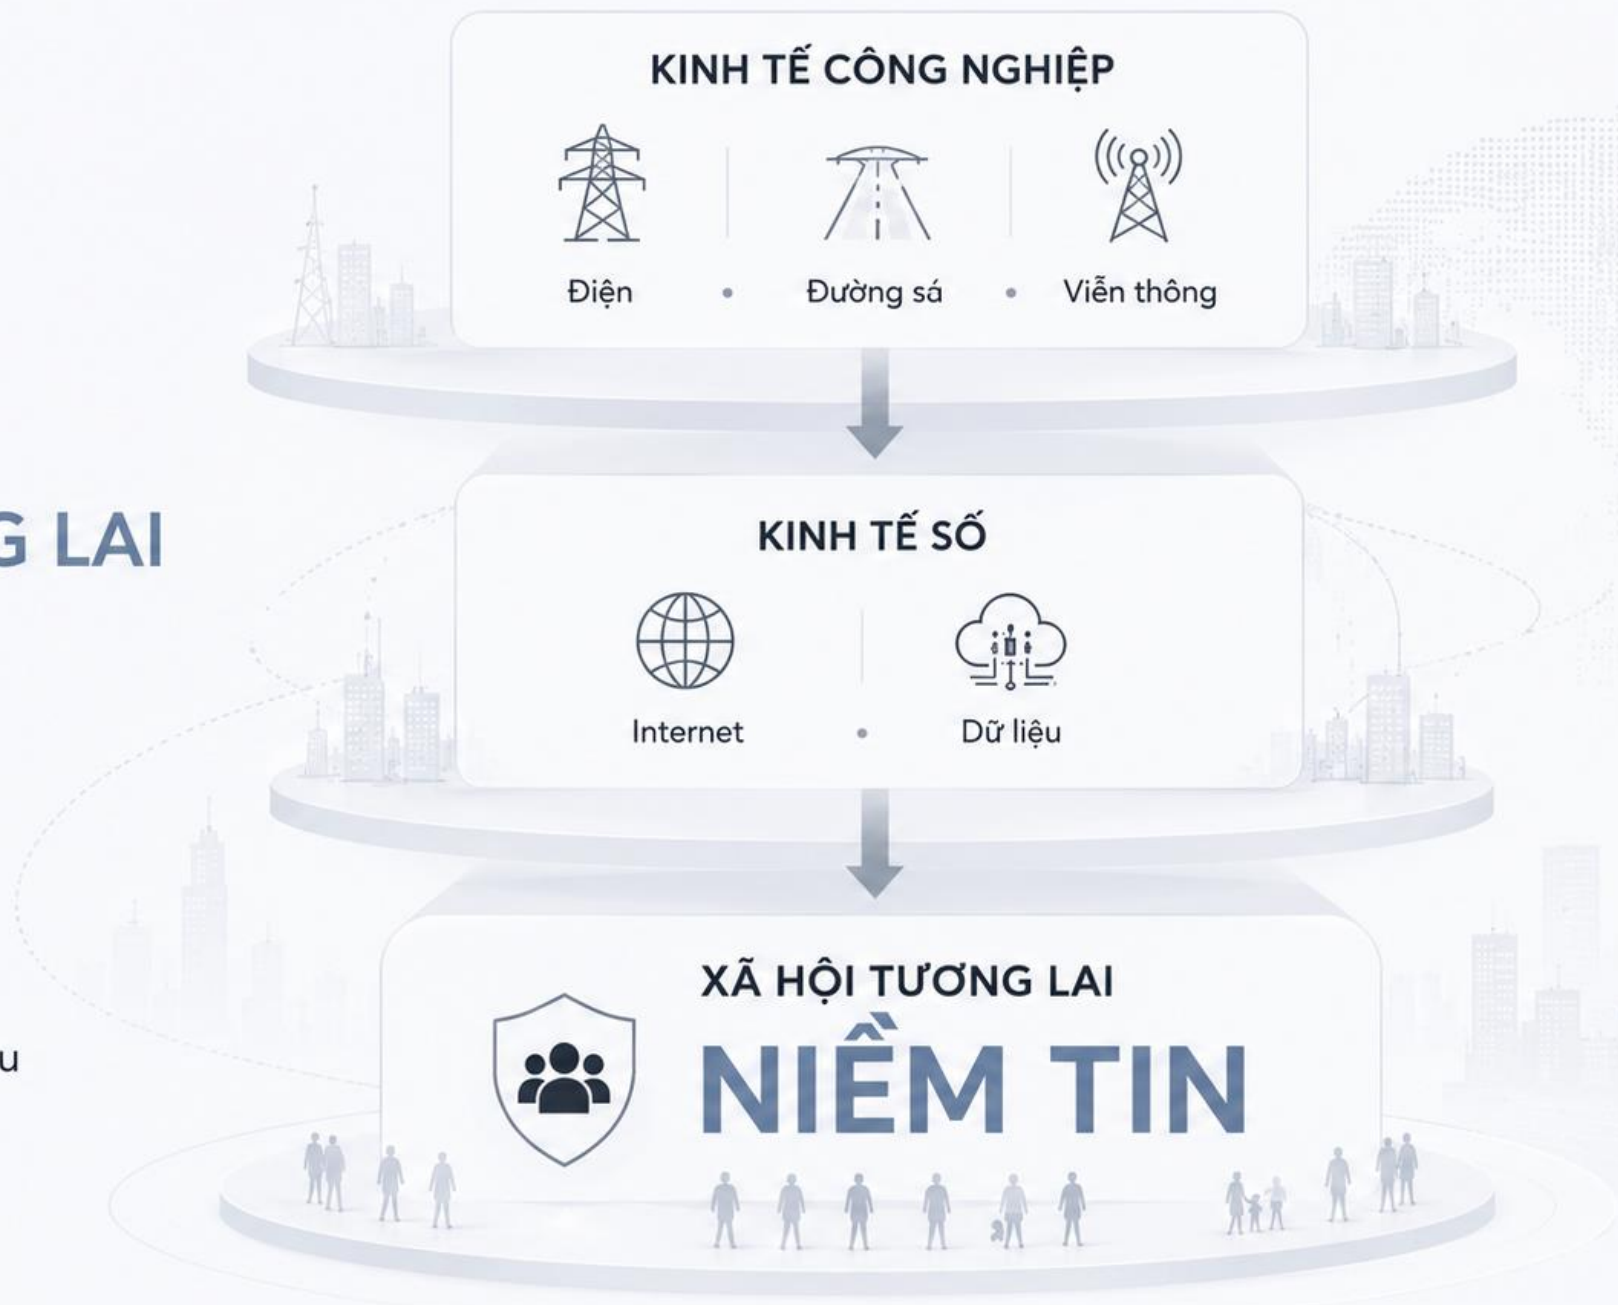 KINH TẾ CÔNG NGHIỆP
Điện • Đường sá • Viễn thông
G LAI
KINH TẾ SỐ
Internet • Dữ liệu
XÃ HỘI TƯƠNG LAI
NIỀM TIN
u